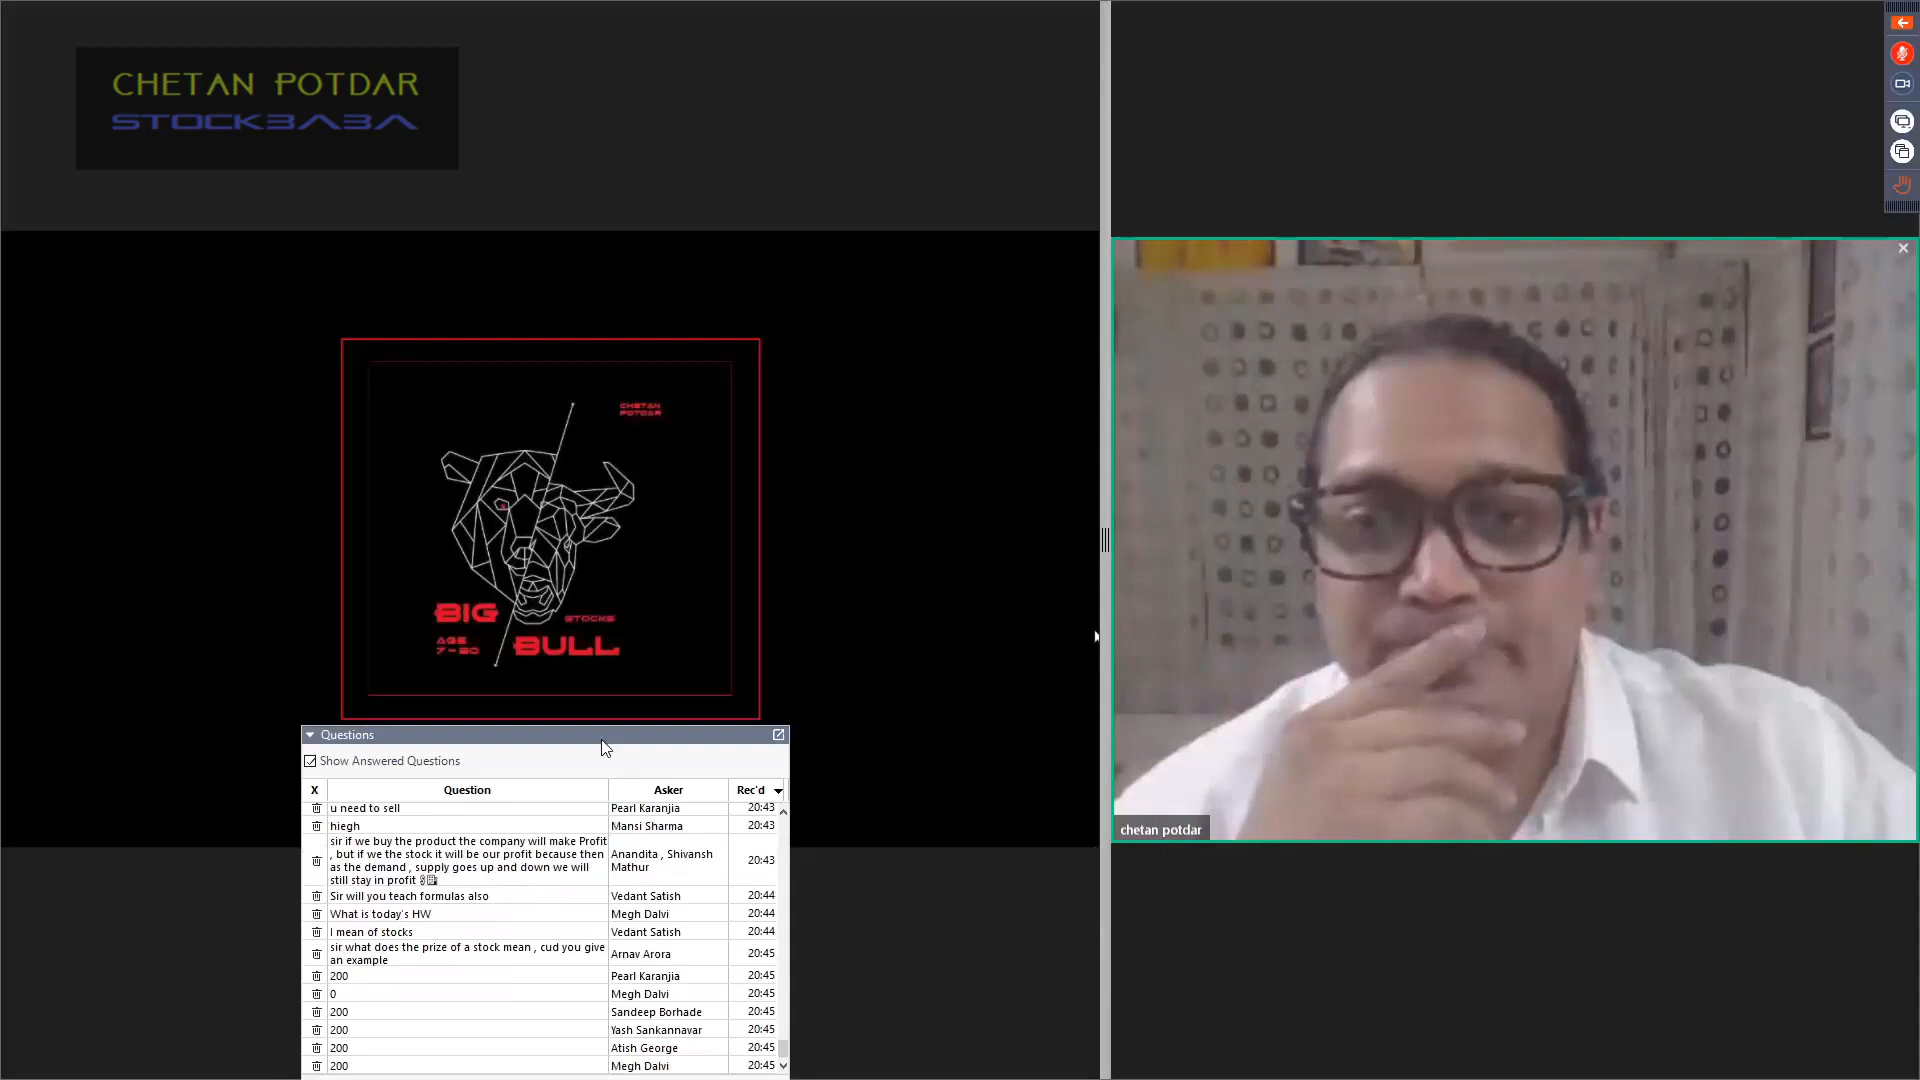 CHETAN POTDAR
STOCKBABA
CHETAN
POTDAR
BIG
STOCKS
AGE
7-20
BULL
Questions
Show Answered Questions
X Question Asker Rec'd
u need to sell Pearl Karanjia 20:43
hiegh Mansi Sharma 20:43
sir if we buy the product the company will make Profit
, but if we the stock it will be our profit because then
as the demand , supply goes up and down we will
still stay in profit
Anandita , Shivansh
Mathur
20:43
Sir will you teach formulas also Vedant Satish 20:44
What is today's HW Megh Dalvi 20:44
I mean of stocks Vedant Satish 20:44
sir what does the prize of a stock mean , cud you give
an example
Arnav Arora 20:45
200 Pearl Karanjia 20:45
0 Megh Dalvi 20:45
200 Sandeep Borhade 20:45
200 Yash Sankannavar 20:45
200 Atish George 20:45
200 Megh Dalvi 20:45
chetan potdar